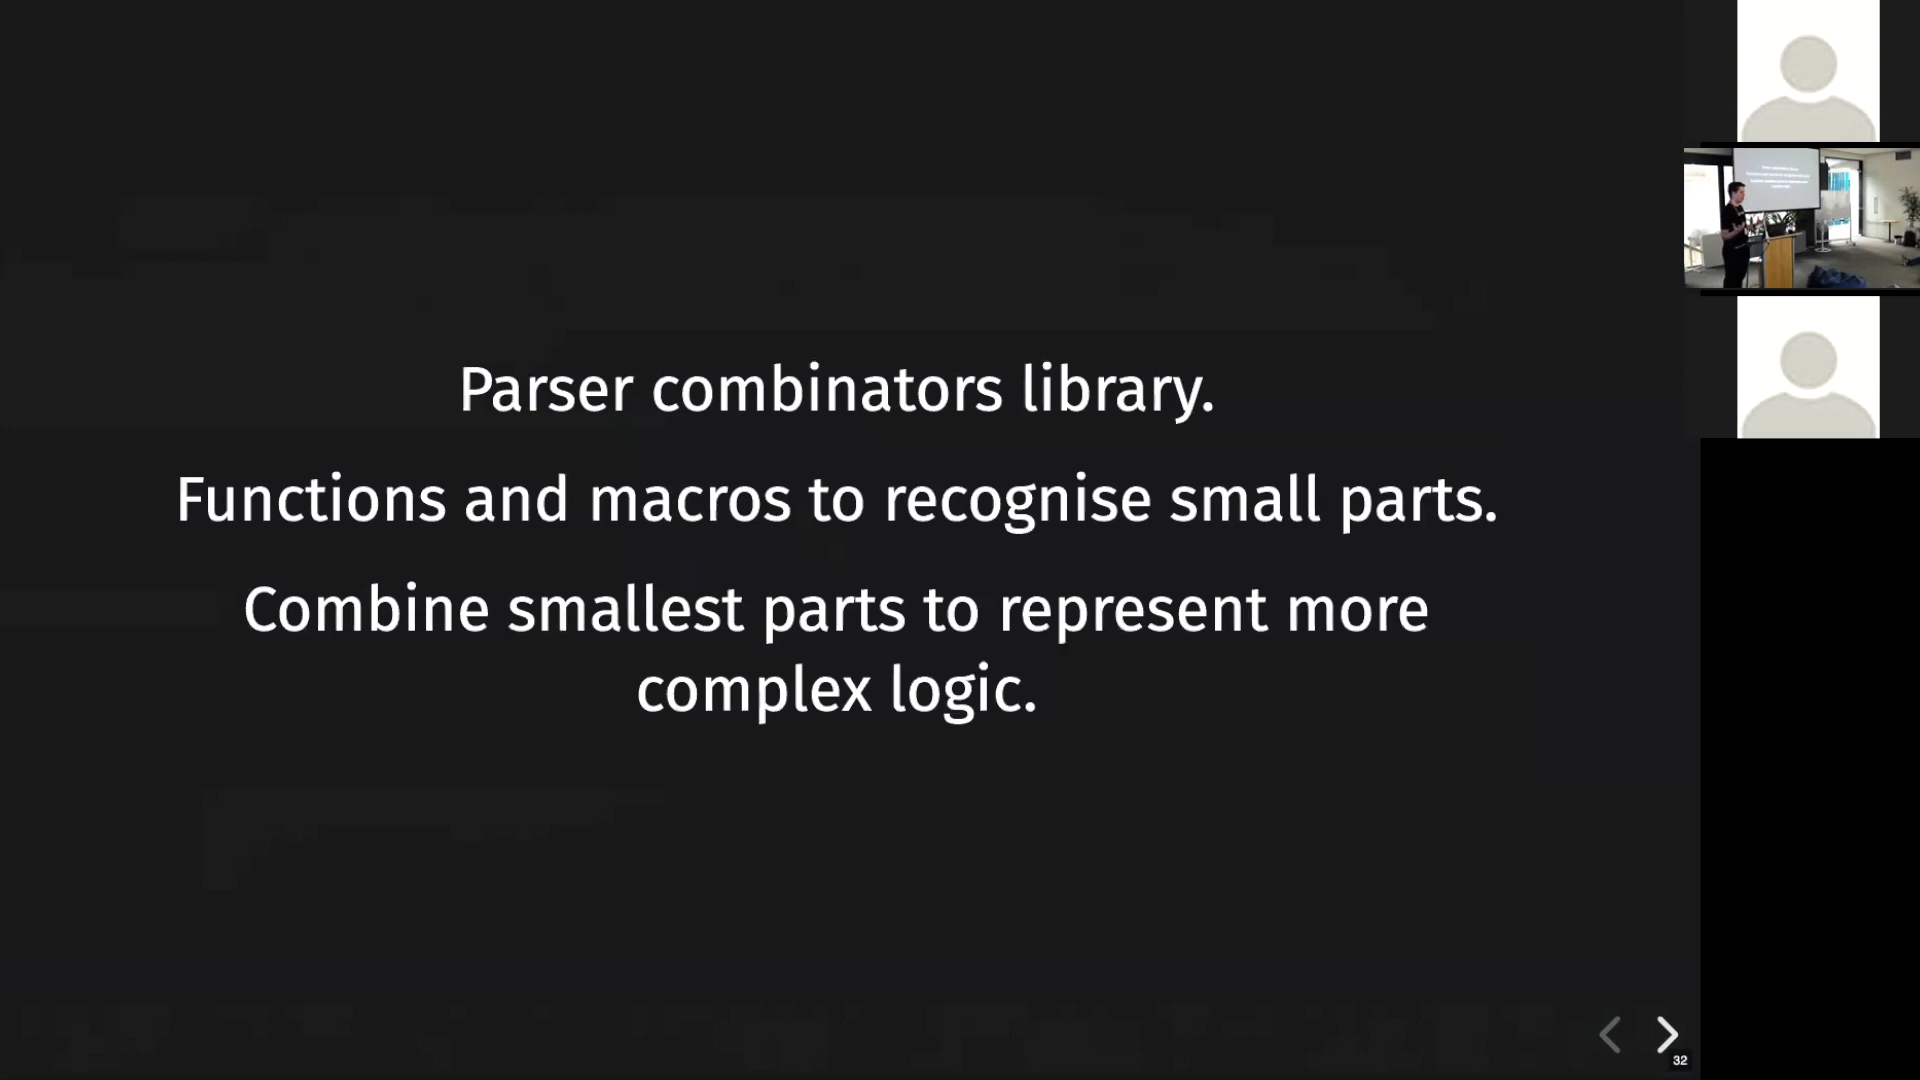 Parser combinators library.
Functions and macros to recognise small parts.
Combine smallest parts to represent more
complex logic.
32